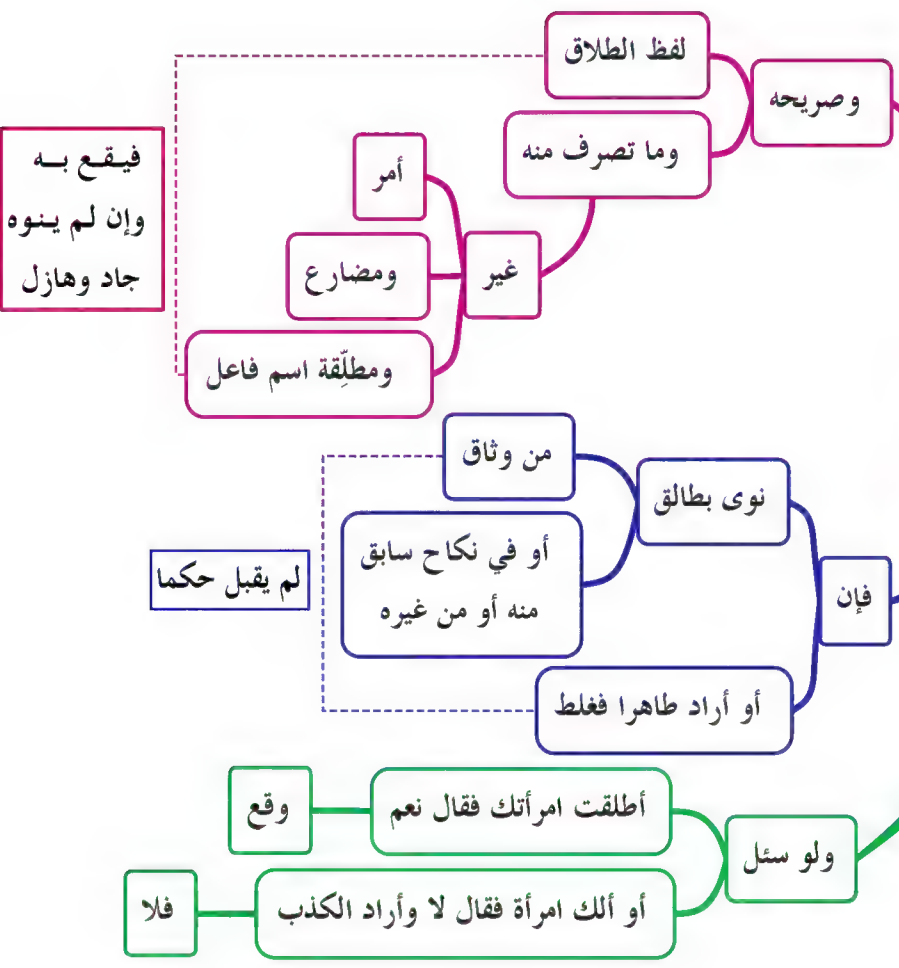 وصريحه
لفظ الطلاق
وما تصرف منه
غير
أمر
ومضارع
ومطلِّقة اسم فاعل
فيقع به
وإن لم ينوه
جاد وهازل
فإن
نوى بطالق
من وثاق
أو في نكاح سابق
منه أو من غيره
أو أراد طاهرا فغلط
لم يقبل حكما
ولو سئل
أطلقت امرأتك فقال نعم
وقع
أو ألك امرأة فقال لا وأراد الكذب
فلا